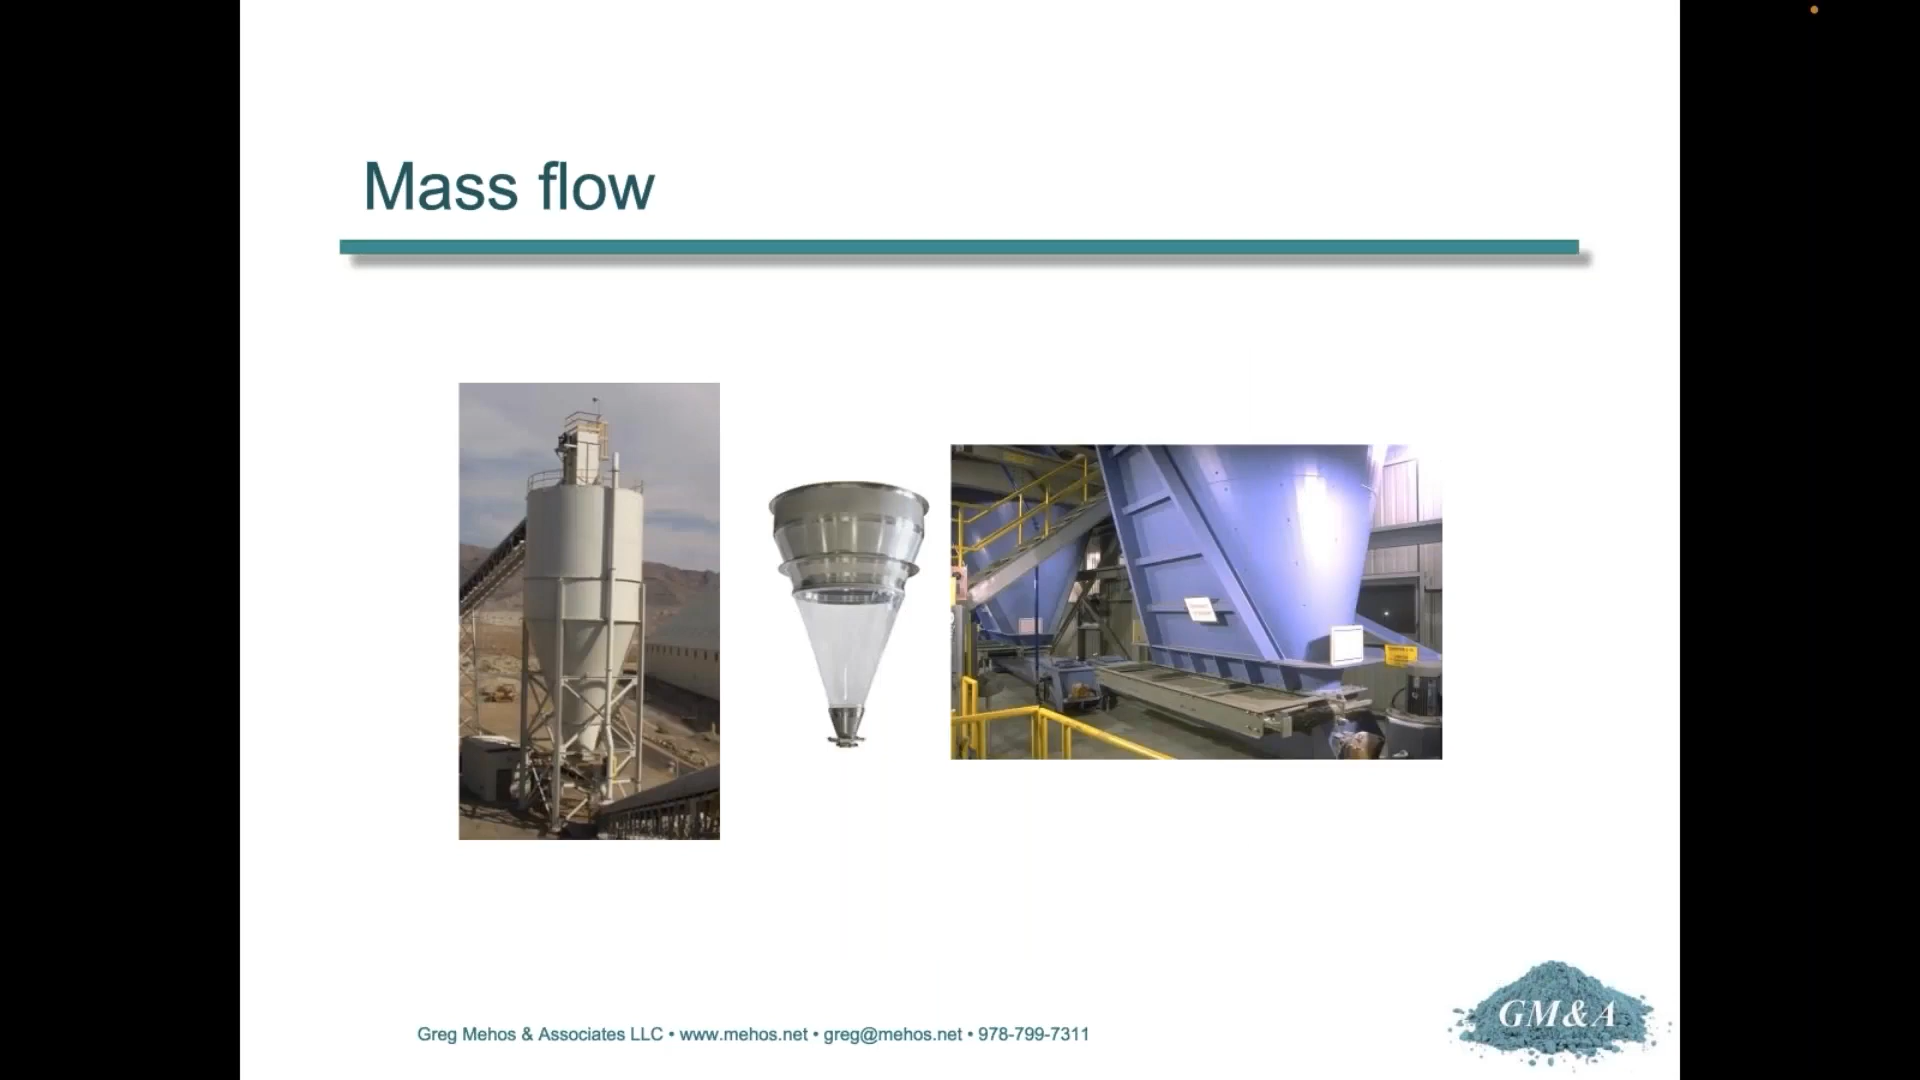 Mass flow
Greg Mehos & Associates LLC • www.mehos.net • greg@mehos.net • 978-799-7311
GM&A